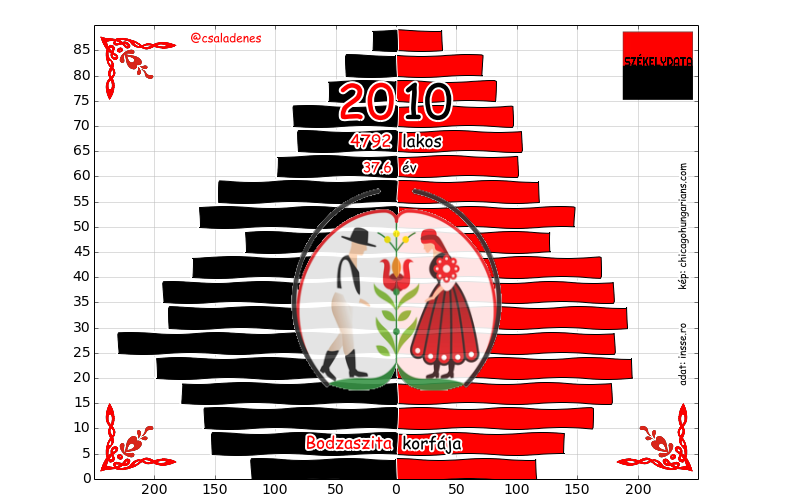 @csaladenes
SZÉKELYDATA
2010
4792 lakos
37.6 év
kép: chicagohungarians.com
adat: insse.ro
Bodzaszita korfája
85
80
75
70
65
60
55
50
45
40
35
30
25
20
15
10
5
0
200 150 100 50 0 50 100 150 200